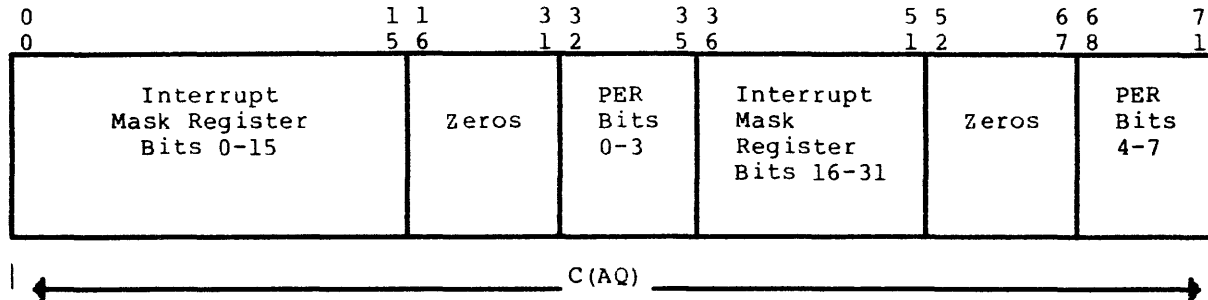 0 1 1 3 3 3 3 5 5 6 6 7
0 5 6 1 2 5 6 1 2 7 8 1
Interrupt PER Interrupt PER
Mask Register Zeros Bits Mask Zeros Bits
Bits 0-15 0-3 Register 4-7
Bits 16-31
C(AQ)